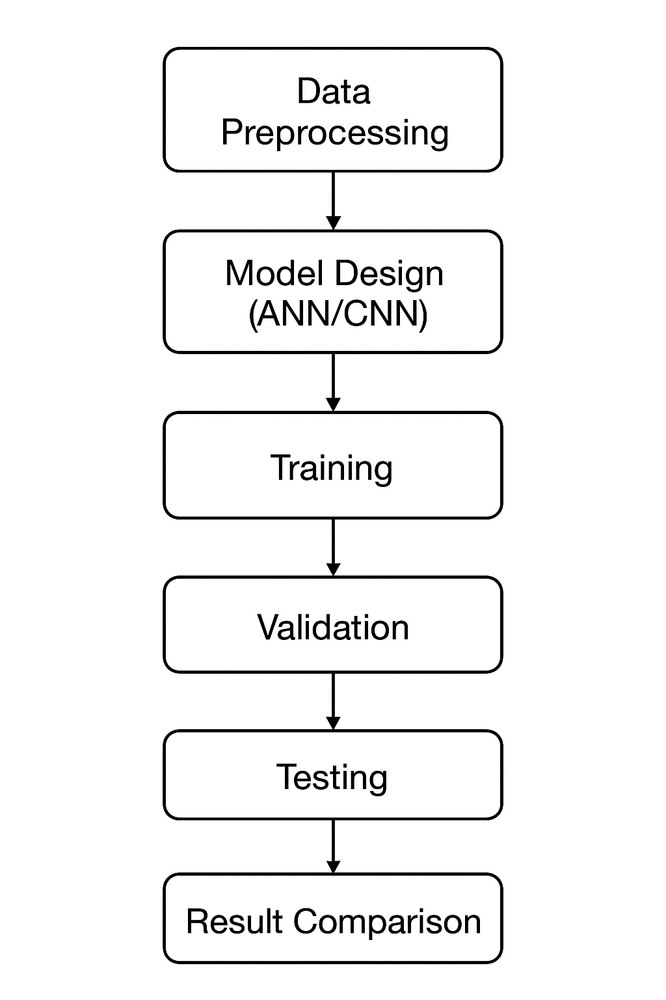 Data
Preprocessing
Model Design
(ANN/CNN)
Training
Validation
Testing
Result Comparison